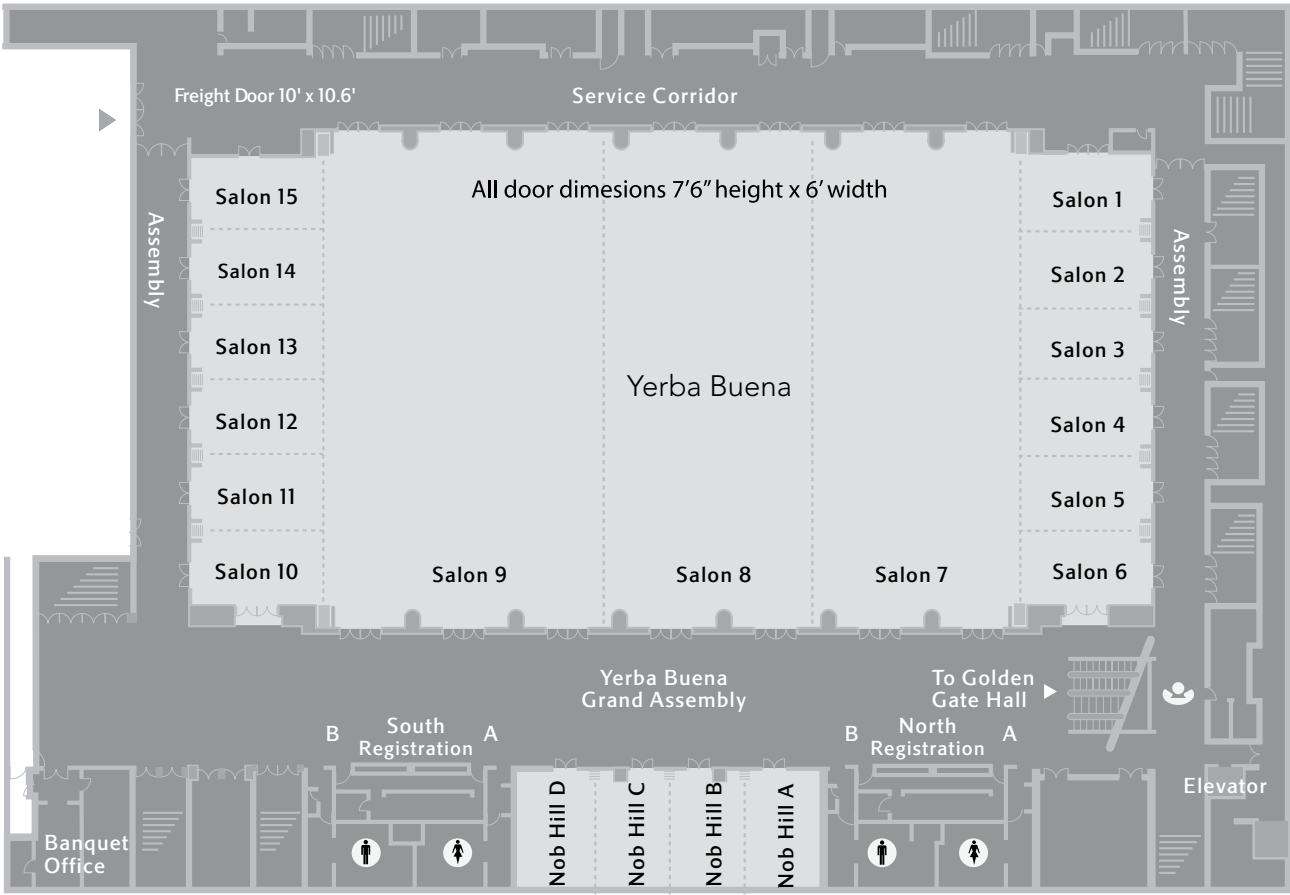 Freight Door 10' x 10.6'
Service Corridor
All door dimesions 7'6" height x 6' width
Salon 15
Salon 1
Assembly
Assembly
Salon 14
Salon 2
Salon 13
Salon 3
Yerba Buena
Salon 12
Salon 4
Salon 11
Salon 5
Salon 10
Salon 9
Salon 8
Salon 7
Salon 6
Yerba Buena
Grand Assembly
To Golden
Gate Hall
B
South
Registration
A
B
North
Registration
A
Nob Hill D
Nob Hill C
Nob Hill B
Nob Hill A
Elevator
Banquet
Office